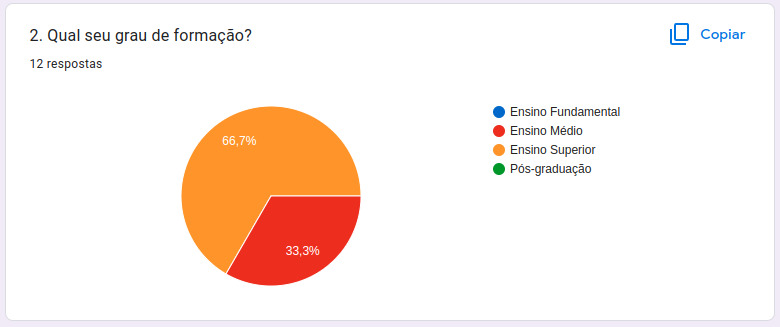 2. Qual seu grau de formação?
Copiar
12 respostas
66,7%
33,3%
Ensino Fundamental
Ensino Médio
Ensino Superior
Pós-graduação